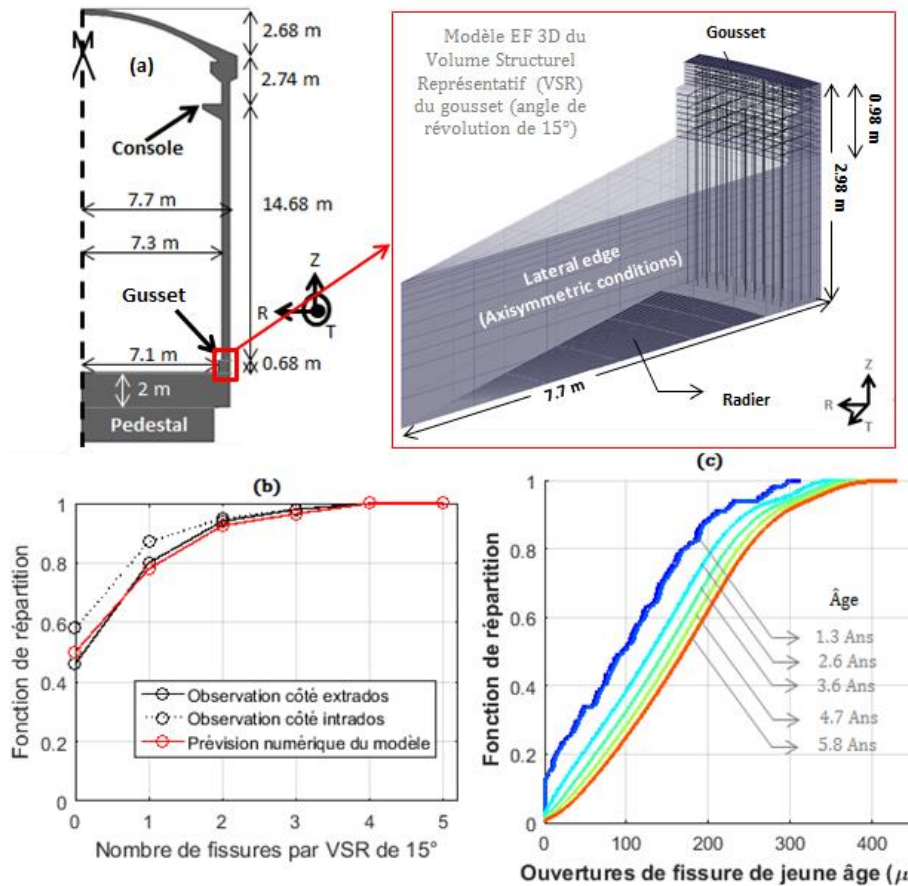 (a)
2.68 m
2.74 m
Console
7.7 m
14.68 m
7.3 m
Gusset
Z
R
T
7.1 m
0.68 m
2 m
Pedestal
Modèle EF 3D du
Volume Structurel
Représentatif (VSR)
du gousset (angle de
révolution de 15°)
Gousset
0.98 m
2.98 m
Lateral edge
(Axisymmetric conditions)
7.7 m
Radier
Z
R
T
(b)
Fonction de répartition
1
0.8
0.6
0.4
0.2
0
Observation côté extrados
Observation côté intrados
Prévision numérique du modèle
0 1 2 3 4 5
Nombre de fissures par VSR de 15°
(c)
Fonction de répartition
1
0.8
0.6
0.4
0.2
0
Âge
1.3 Ans
2.6 Ans
3.6 Ans
4.7 Ans
5.8 Ans
0 100 200 300 400
Ouvertures de fissure de jeune âge (μ